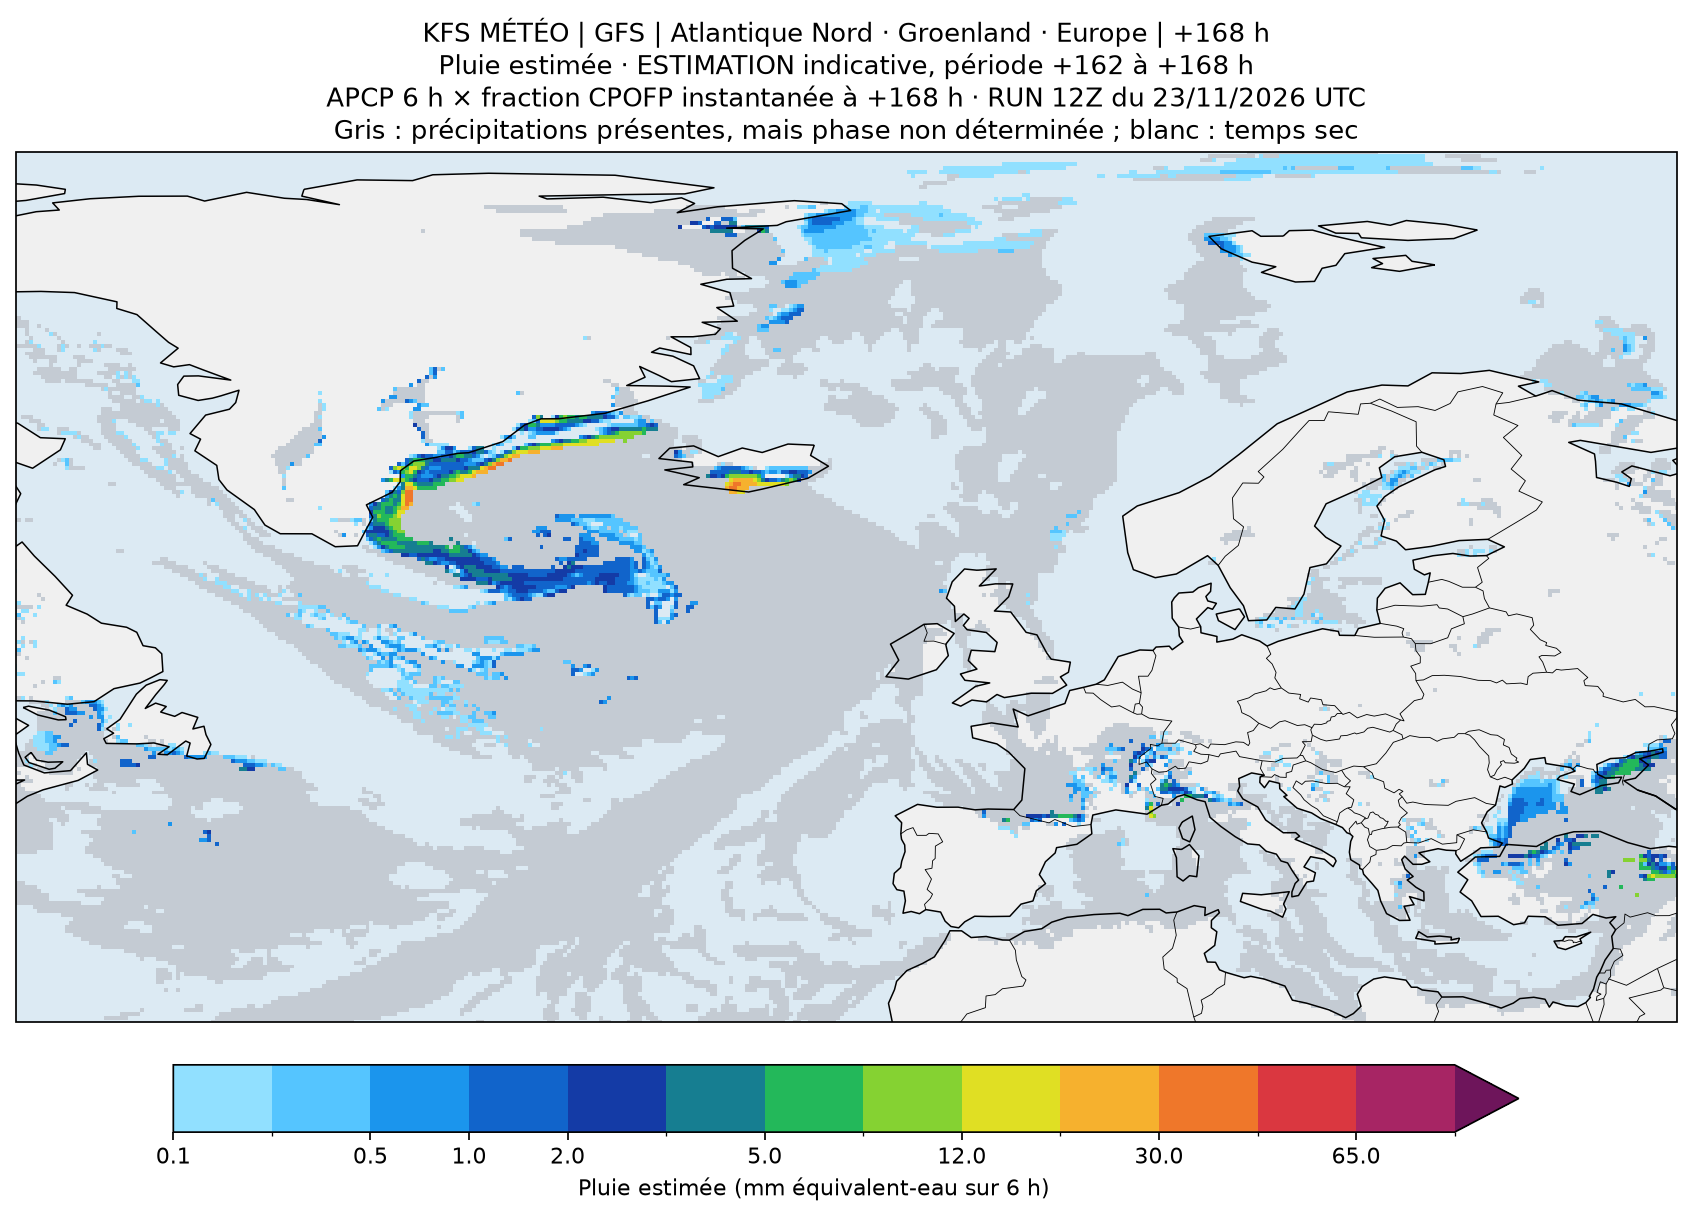 KFS MÉTÉO | GFS | Atlantique Nord · Groenland · Europe | +168 h
Pluie estimée · ESTIMATION indicative, période +162 à +168 h
APCP 6 h × fraction CPOFP instantanée à +168 h · RUN 12Z du 23/11/2026 UTC
Gris : précipitations présentes, mais phase non déterminée ; blanc : temps sec
0.1 0.5 1.0 2.0 5.0 12.0 30.0 65.0
Pluie estimée (mm équivalent-eau sur 6 h)